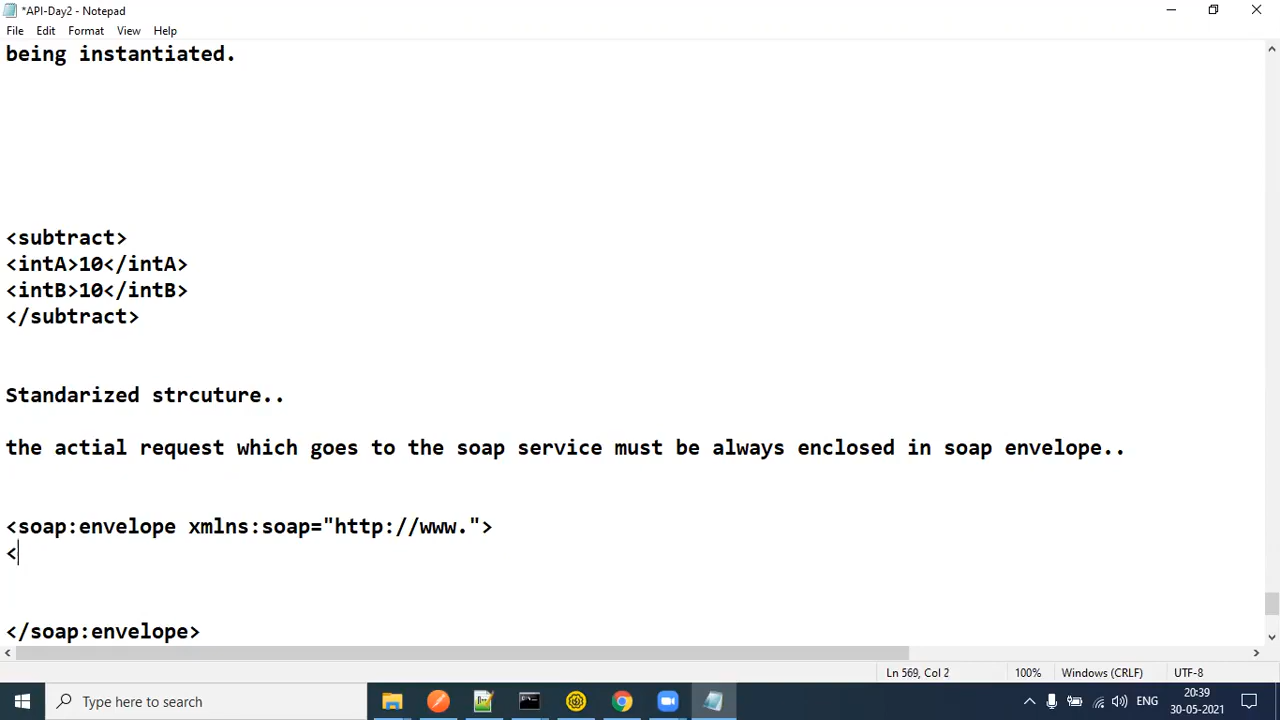 *API-Day2 - Notepad
File Edit Format View Help
being instantiated.
<subtract>
<intA>10</intA>
<intB>10</intB>
</subtract>
Standarized strcuture..
the actial request which goes to the soap service must be always enclosed in soap envelope..
<soap:envelope xmlns:soap="http://www.">
<
</soap:envelope>
Ln 569, Col 2 100% Windows (CRLF) UTF-8
Type here to search
ENG
20:39
30-05-2021